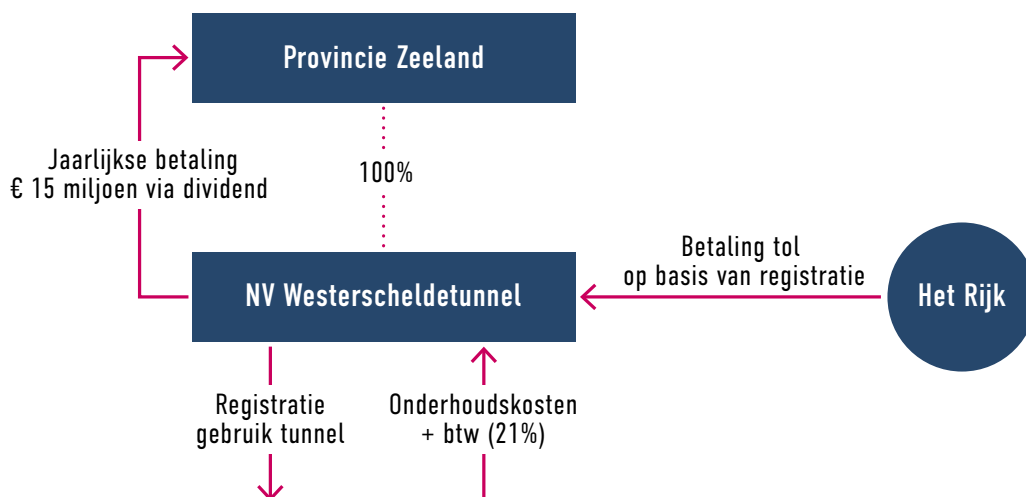 Provincie Zeeland
Jaarlijkse betaling
€ 15 miljoen via dividend
100%
Betaling tol
op basis van registratie
NV Westerscheldetunnel
Het Rijk
Registratie
gebruik tunnel
Onderhoudskosten
+ btw (21%)